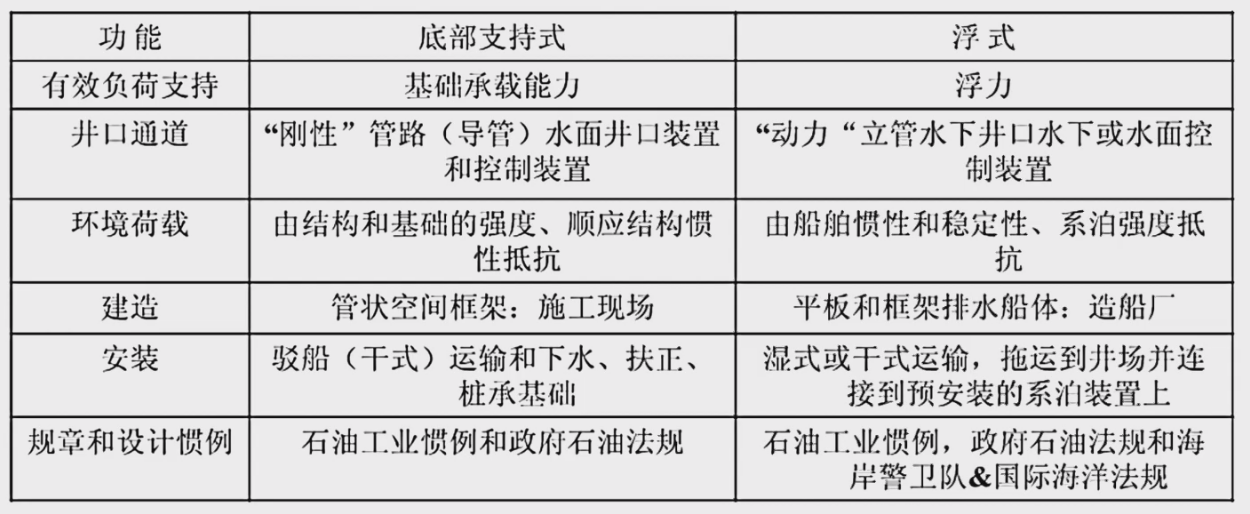 功能 底部支持式 浮式
有效负荷支持 基础承载能力 浮力
井口通道 “刚性”管路（导管）水面井口装置 “动力“立管水下井口水下或水面控
和控制装置 制装置
环境荷载 由结构和基础的强度、顺应结构惯 由船舶惯性和稳定性、系泊强度抵
性抵抗 抗
建造 管状空间框架：施工现场 平板和框架排水船体：造船厂
安装 驳船（干式）运输和下水、扶正、 湿式或干式运输，拖运到井场并连
桩承基础 接到预安装的系泊装置上
规章和设计惯例 石油工业惯例和政府石油法规 石油工业惯例，政府石油法规和海
岸警卫队&国际海洋法规